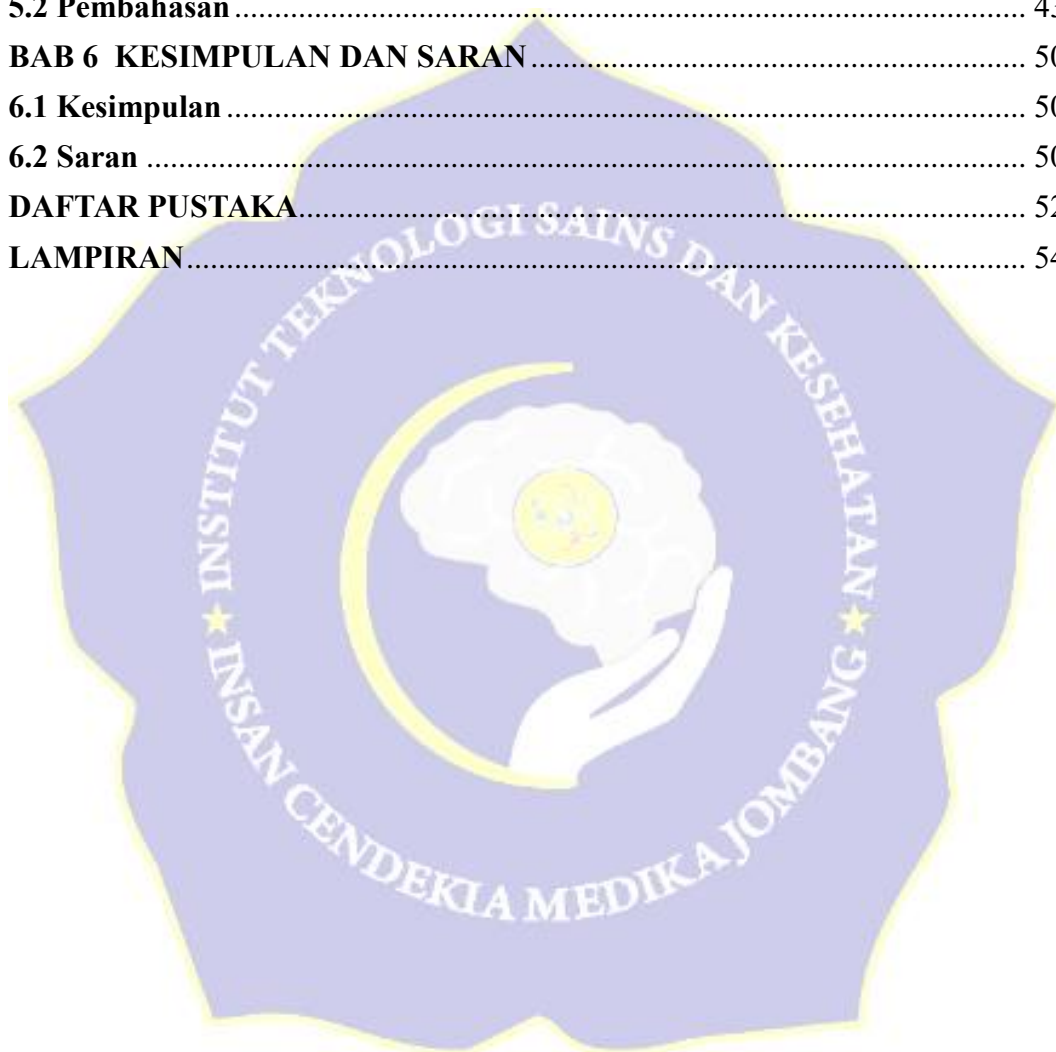 5.2 Pembahasan........................................................................................................ 43
BAB 6 KESIMPULAN DAN SARAN.................................................................. 50
6.1 Kesimpulan ......................................................................................................... 50
6.2 Saran ................................................................................................................... 50
DAFTAR PUSTAKA............................................................................................... 52
LAMPIRAN............................................................................................................. 54
INSTITUT TEKNOLOGI SAINS DAN KESEHATAN
INSAN CENDEKIA MEDIKA JOMBANG